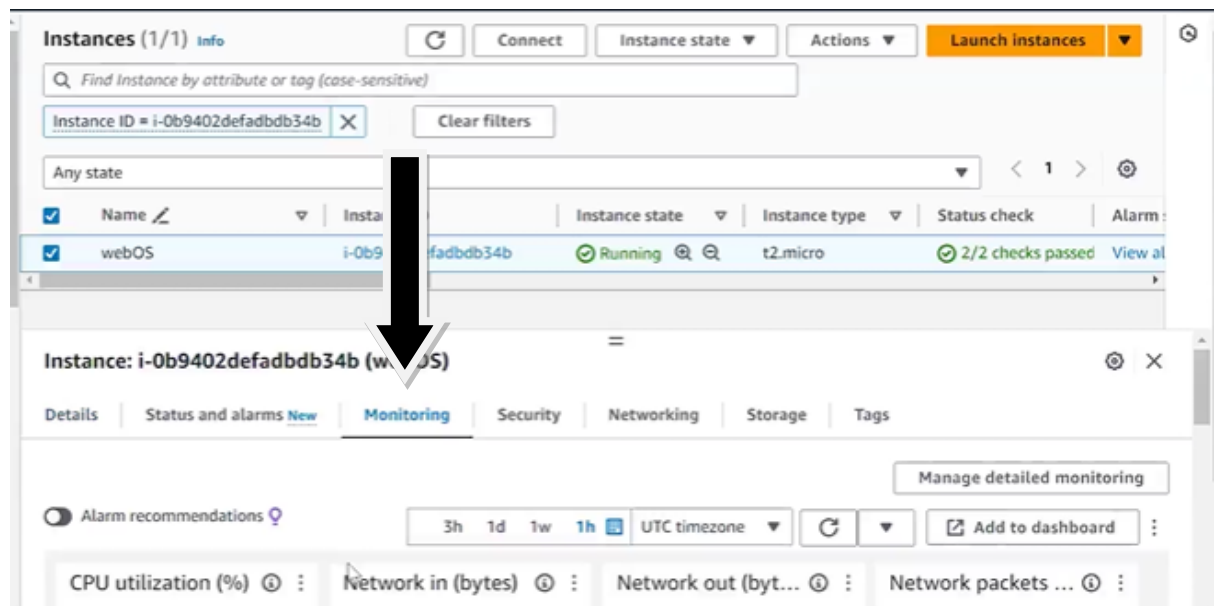 Instances (1/1) Info
Connect
Instance state
Actions
Launch instances
Find Instance by attribute or tag (case-sensitive)
Instance ID = i-0b9402defadbdb34b
Clear filters
Any state
1
Name
Instance state
Instance type
Status check
Alarm
webOS
i-0b9 fadbdb34b
Running
t2.micro
2/2 checks passed
View al
Instance: i-0b9402defadbdb34b (we OS)
Details
Status and alarms New
Monitoring
Security
Networking
Storage
Tags
Manage detailed monitoring
Alarm recommendations
3h 1d 1w 1h
UTC timezone
Add to dashboard
CPU utilization (%)
Network in (bytes)
Network out (byt...
Network packets ...